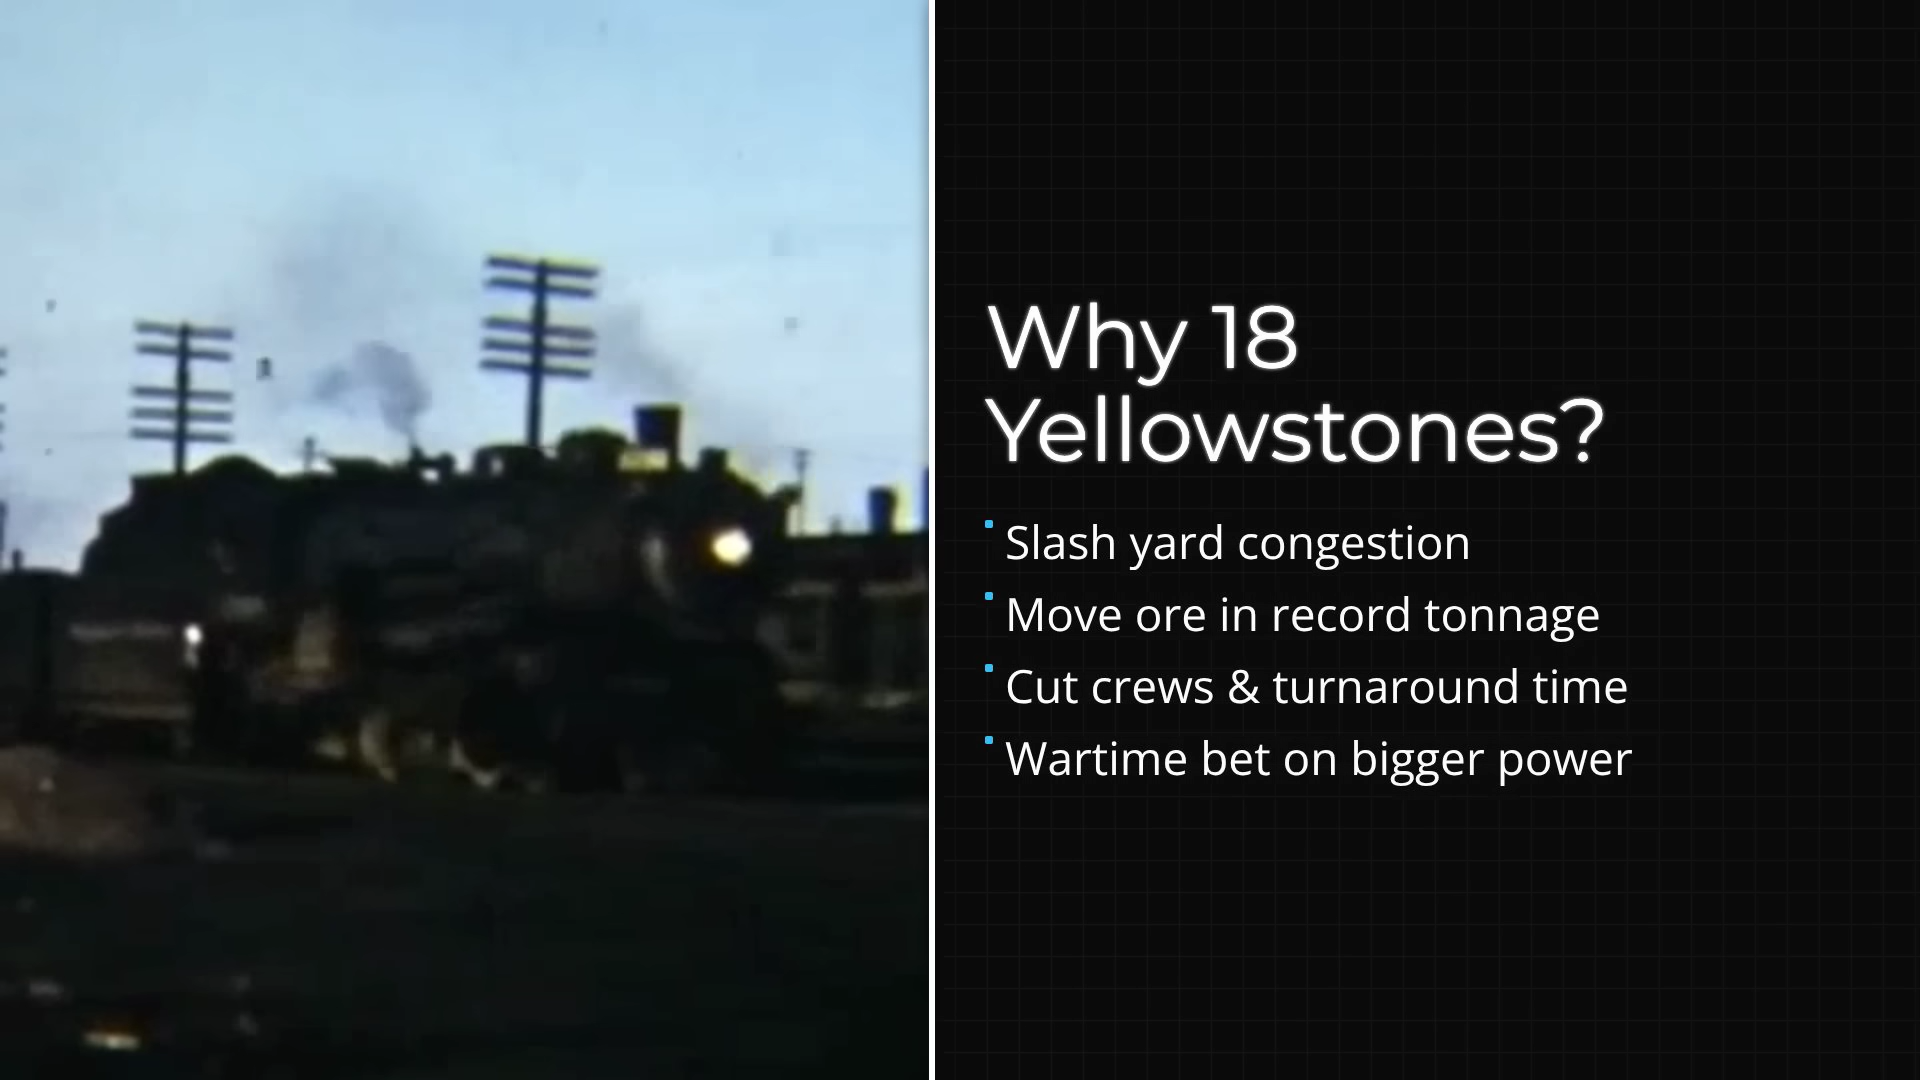 Why 18
Yellowstones?
Slash yard congestion
Move ore in record tonnage
Cut crews & turnaround time
Wartime bet on bigger power